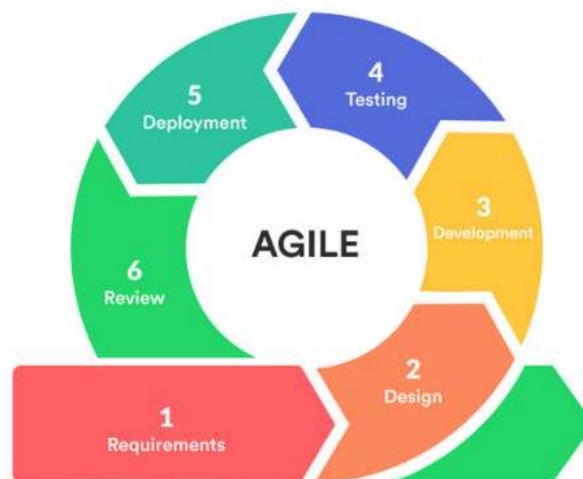 AGILE
1
Requirements
2
Design
3
Development
4
Testing
5
Deployment
6
Review